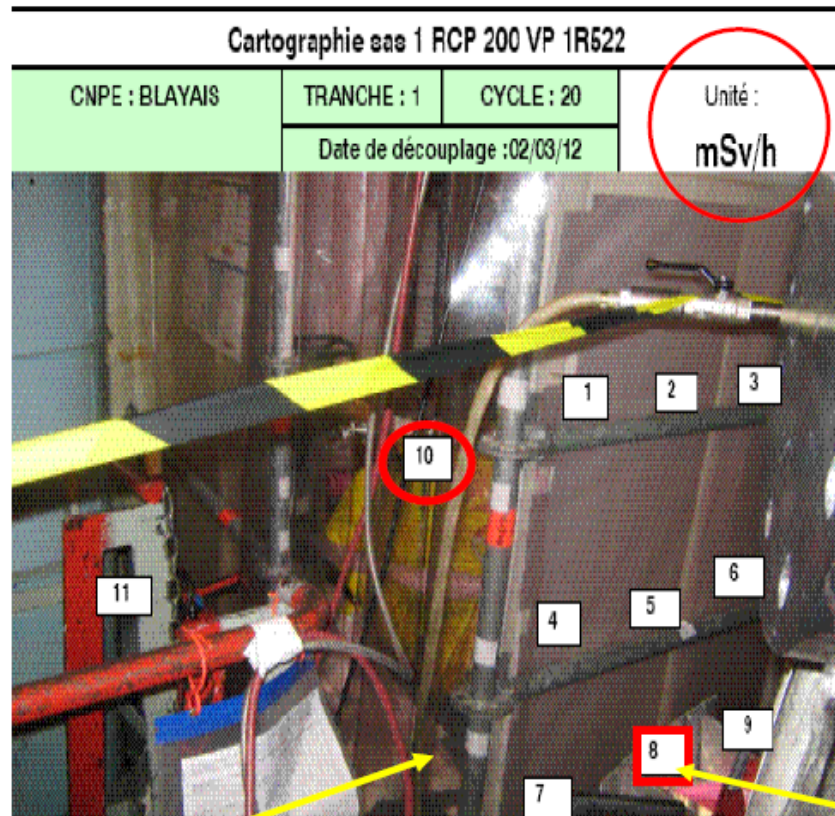 Cartographie sas 1 RCP 200 VP 1R522
CNPE : BLAYAIS
TRANCHE : 1
CYCLE : 20
Unité :
Date de découplage :02/03/12
mSv/h
1
2
3
10
11
4
5
6
7
8
9